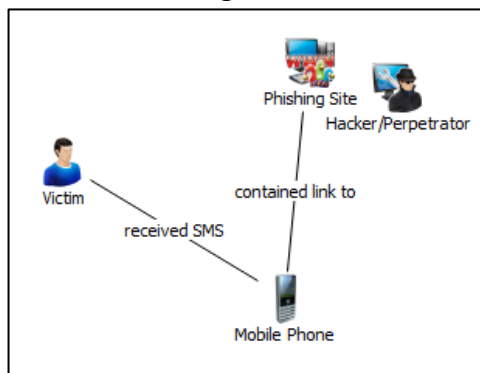 Phishing Site
Hacker/Perpetrator
Victim
contained link to
received SMS
Mobile Phone